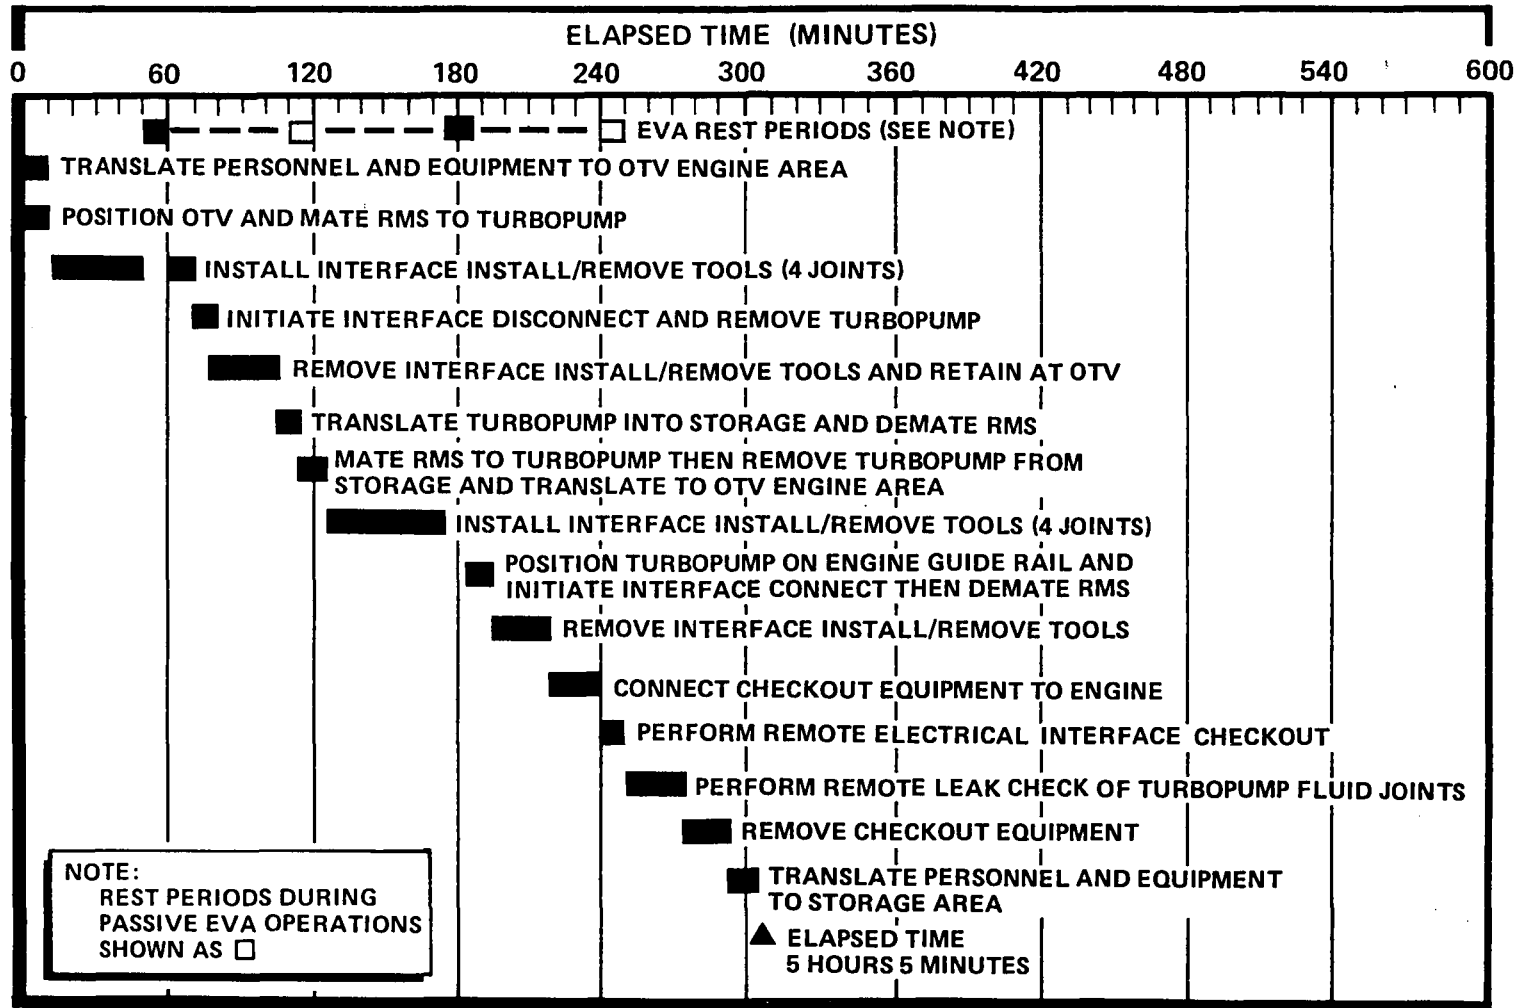 ELAPSED TIME (MINUTES)
0 60 120 180 240 300 360 420 480 540 600
EVA REST PERIODS (SEE NOTE)
TRANSLATE PERSONNEL AND EQUIPMENT TO OTV ENGINE AREA
POSITION OTV AND MATE RMS TO TURBOPUMP
INSTALL INTERFACE INSTALL/REMOVE TOOLS (4 JOINTS)
INITIATE INTERFACE DISCONNECT AND REMOVE TURBOPUMP
REMOVE INTERFACE INSTALL/REMOVE TOOLS AND RETAIN AT OTV
TRANSLATE TURBOPUMP INTO STORAGE AND DEMATE RMS
MATE RMS TO TURBOPUMP THEN REMOVE TURBOPUMP FROM
STORAGE AND TRANSLATE TO OTV ENGINE AREA
INSTALL INTERFACE INSTALL/REMOVE TOOLS (4 JOINTS)
POSITION TURBOPUMP ON ENGINE GUIDE RAIL AND
INITIATE INTERFACE CONNECT THEN DEMATE RMS
REMOVE INTERFACE INSTALL/REMOVE TOOLS
CONNECT CHECKOUT EQUIPMENT TO ENGINE
PERFORM REMOTE ELECTRICAL INTERFACE CHECKOUT
PERFORM REMOTE LEAK CHECK OF TURBOPUMP FLUID JOINTS
REMOVE CHECKOUT EQUIPMENT
TRANSLATE PERSONNEL AND EQUIPMENT
TO STORAGE AREA
ELAPSED TIME
5 HOURS 5 MINUTES
NOTE:
REST PERIODS DURING
PASSIVE EVA OPERATIONS
SHOWN AS □